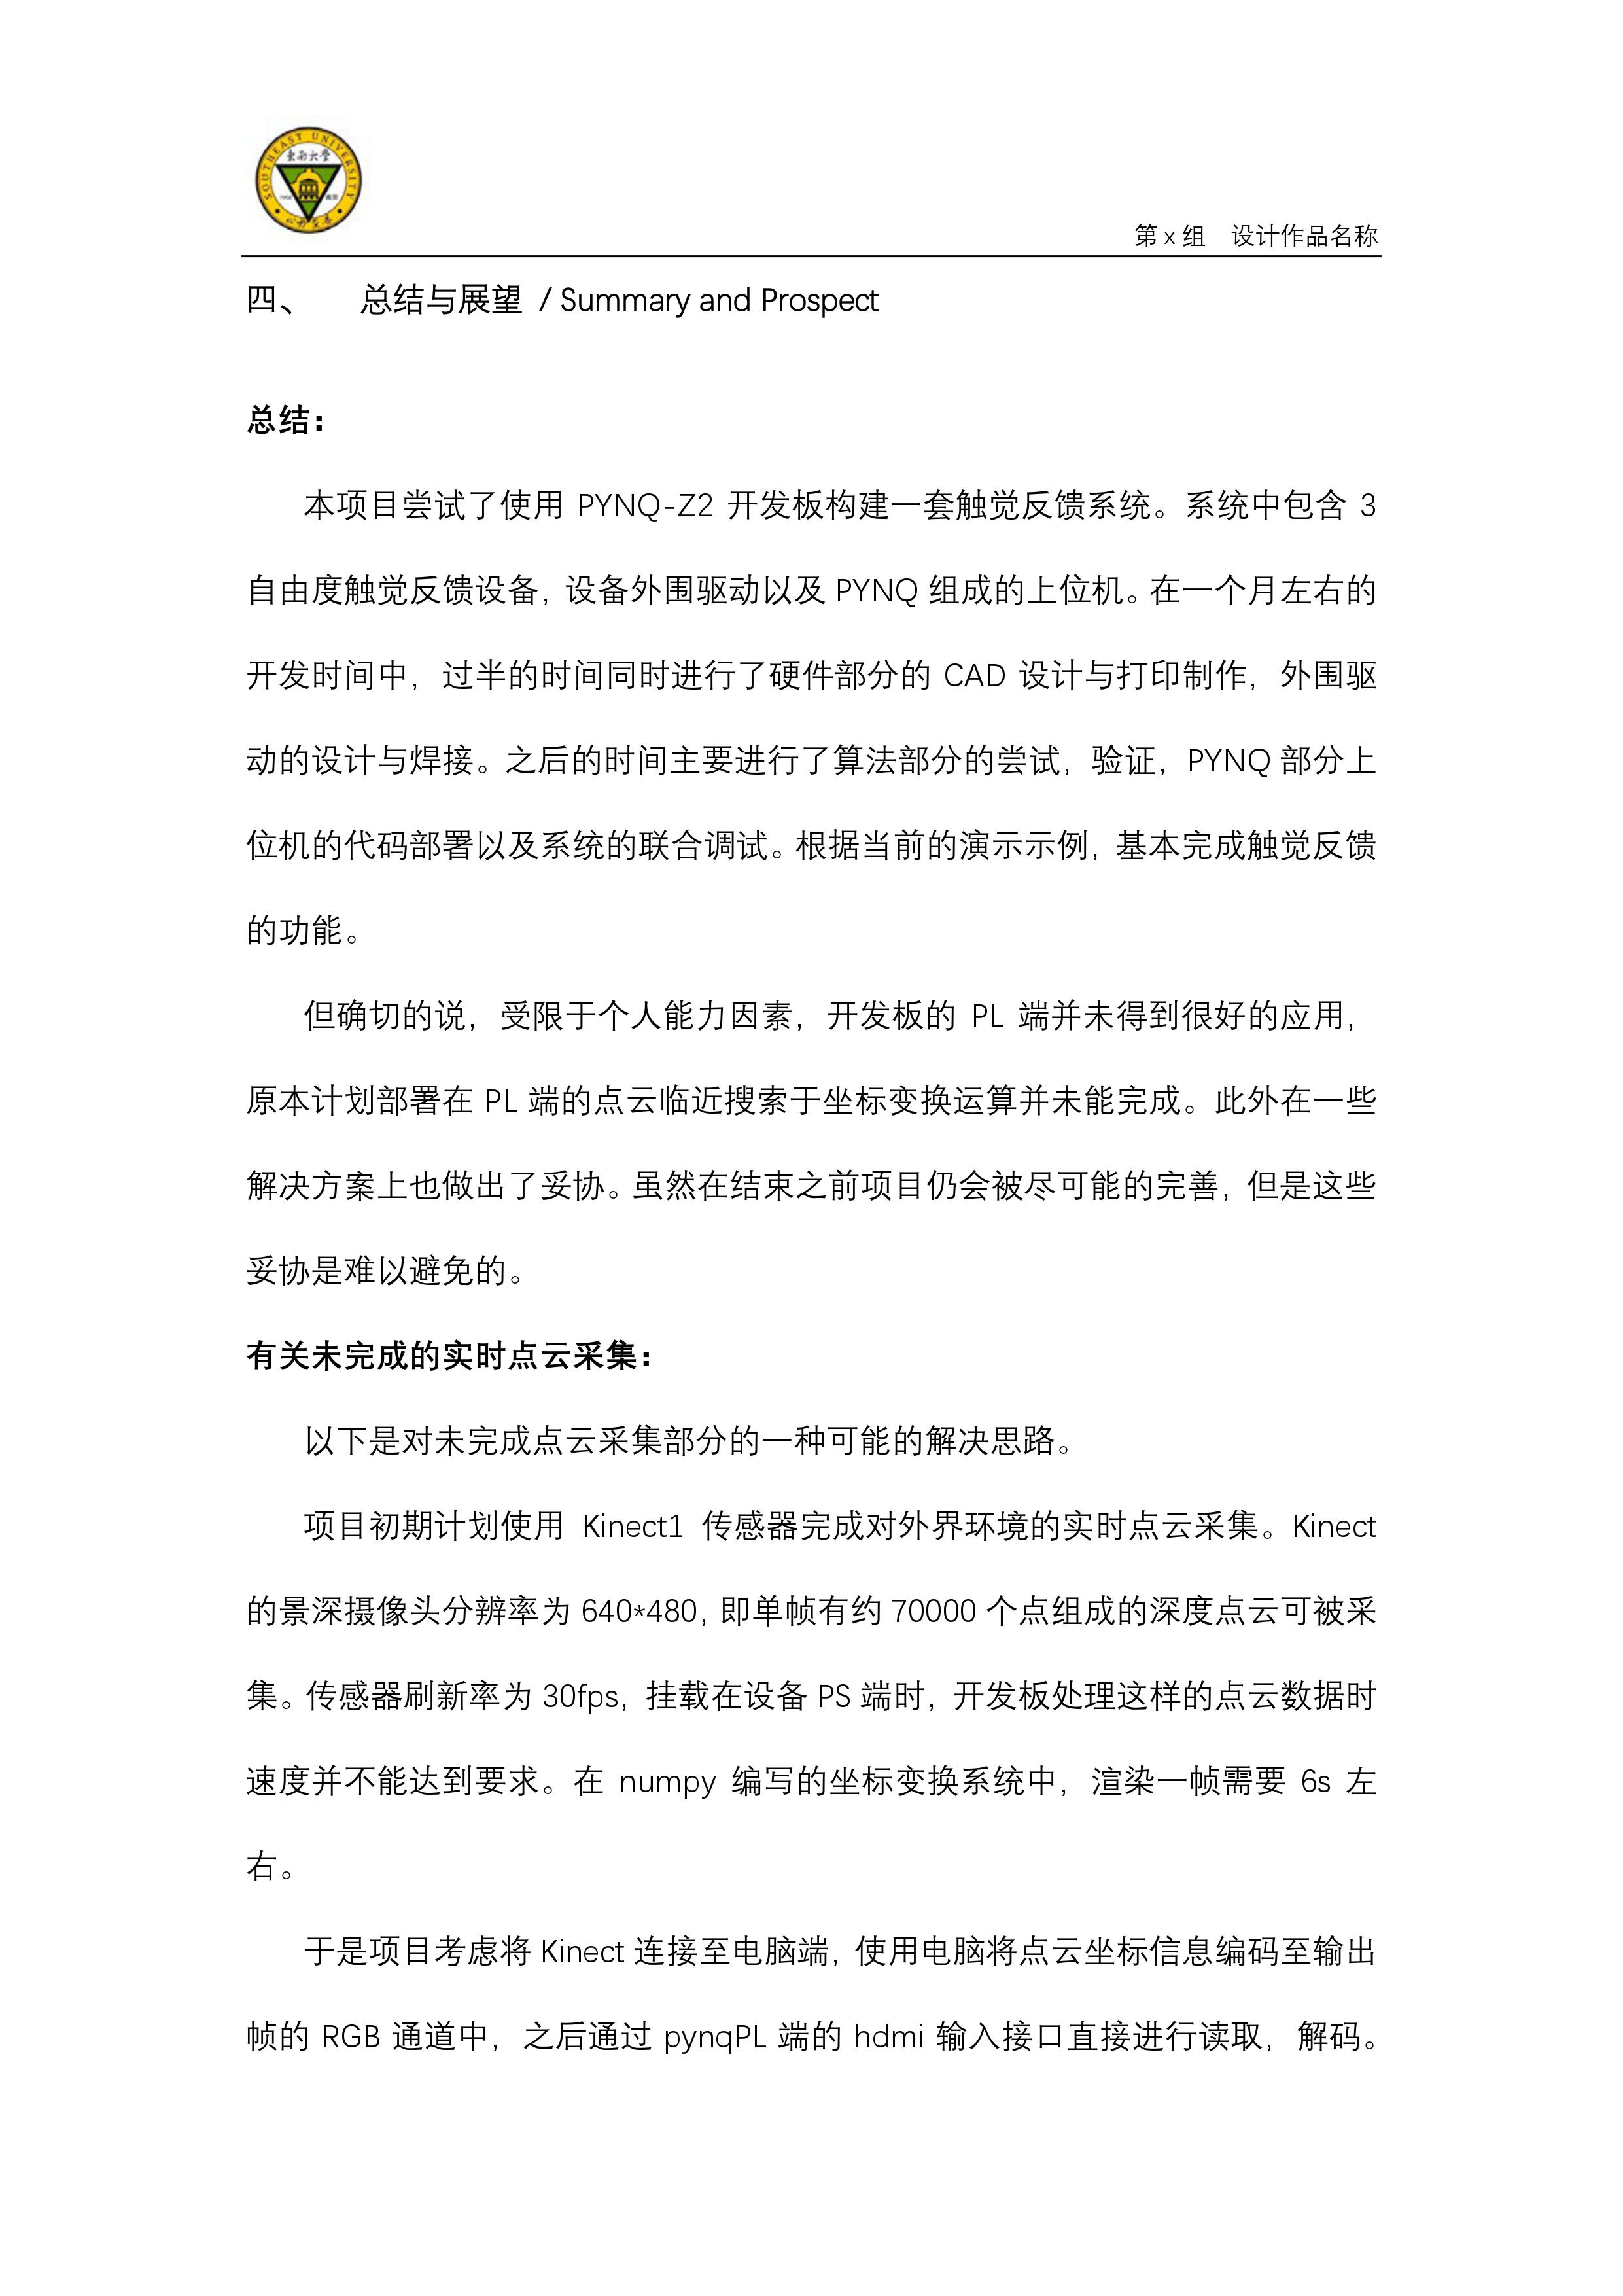 SOUTHEAST UNIVERSITY
东南大学
第 x 组 设计作品名称
四、 总结与展望 / Summary and Prospect
总结：
本项目尝试了使用 PYNQ-Z2 开发板构建一套触觉反馈系统。系统中包含 3
自由度触觉反馈设备，设备外围驱动以及 PYNQ 组成的上位机。在一个月左右的
开发时间中，过半的时间同时进行了硬件部分的 CAD 设计与打印制作，外围驱
动的设计与焊接。之后的时间主要进行了算法部分的尝试，验证，PYNQ 部分上
位机的代码部署以及系统的联合调试。根据当前的演示示例，基本完成触觉反馈
的功能。
但确切的说，受限于个人能力因素，开发板的 PL 端并未得到很好的应用，
原本计划部署在 PL 端的点云临近搜索于坐标变换运算并未能完成。此外在一些
解决方案上也做出了妥协。虽然在结束之前项目仍会被尽可能的完善，但是这些
妥协是难以避免的。
有关未完成的实时点云采集：
以下是对未完成点云采集部分的一种可能的解决思路。
项目初期计划使用 Kinect1 传感器完成对外界环境的实时点云采集。Kinect
的景深摄像头分辨率为 640*480，即单帧有约 70000 个点组成的深度点云可被采
集。传感器刷新率为 30fps，挂载在设备 PS 端时，开发板处理这样的点云数据时
速度并不能达到要求。在 numpy 编写的坐标变换系统中，渲染一帧需要 6s 左
右。
于是项目考虑将 Kinect 连接至电脑端，使用电脑将点云坐标信息编码至输出
帧的 RGB 通道中，之后通过 pynqPL 端的 hdmi 输入接口直接进行读取，解码。